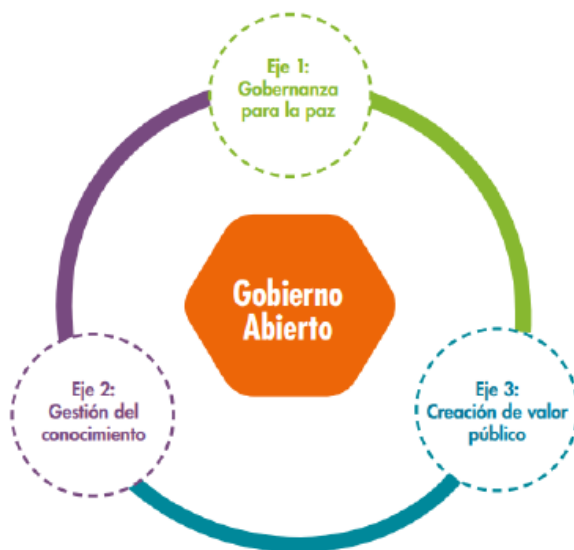 Eje 1:
Gobernanza
para la paz
Gobierno
Abierto
Eje 2:
Gestión del
conocimiento
Eje 3:
Creación de valor
público